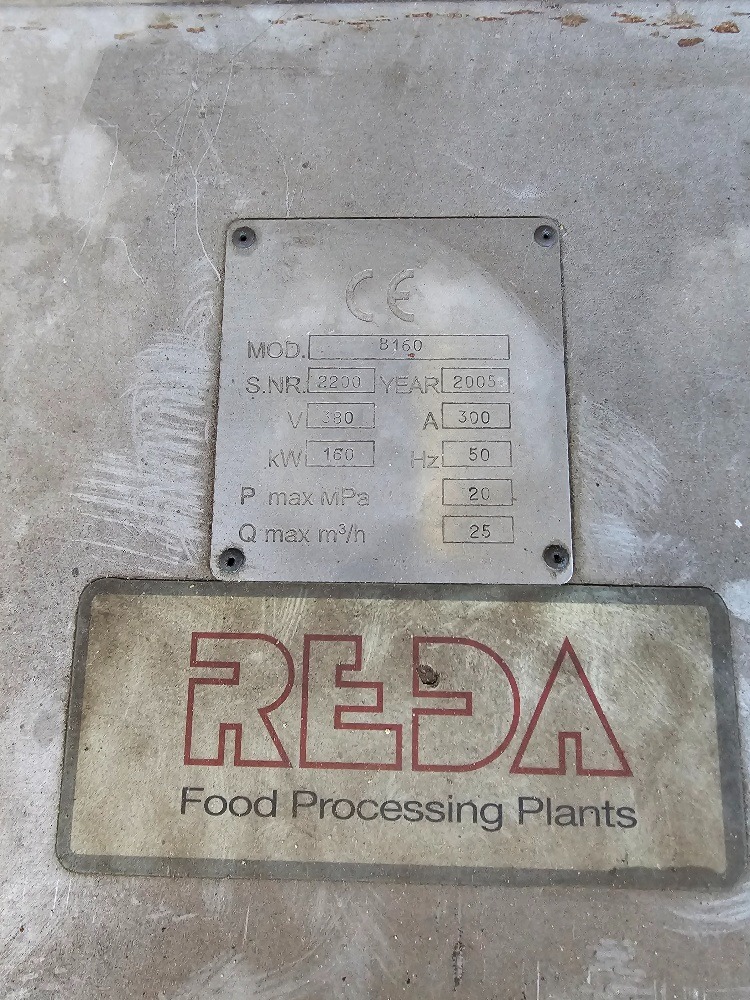 CE
MOD. 8160
S.NR. 2200 YEAR 2005
V 380 A 300
kW 160 Hz 50
P max MPa 20
Q max m³/h 25
REDA
Food Processing Plants